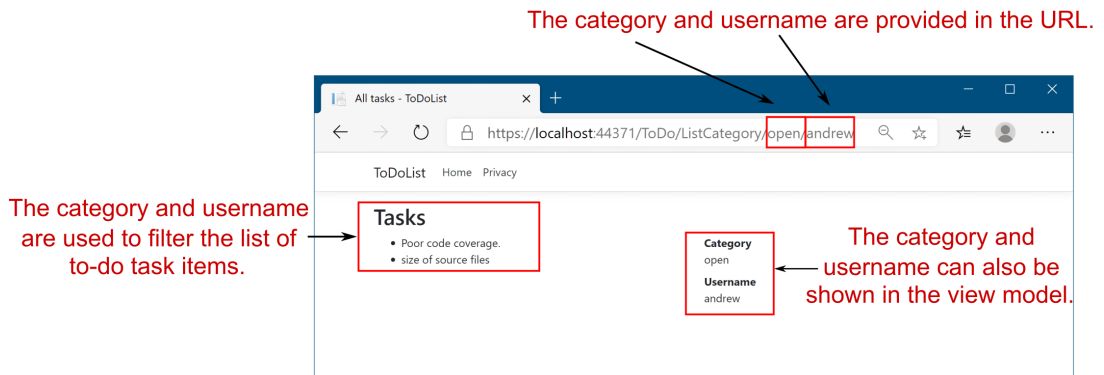 The category and username are provided in the URL.
All tasks - ToDoList
https://localhost:44371/ToDo/ListCategory/open/andrew
ToDoList Home Privacy
The category and username
are used to filter the list of
to-do task items.
Tasks
• Poor code coverage.
• size of source files
Category
open
Username
andrew
The category and
username can also be
shown in the view model.